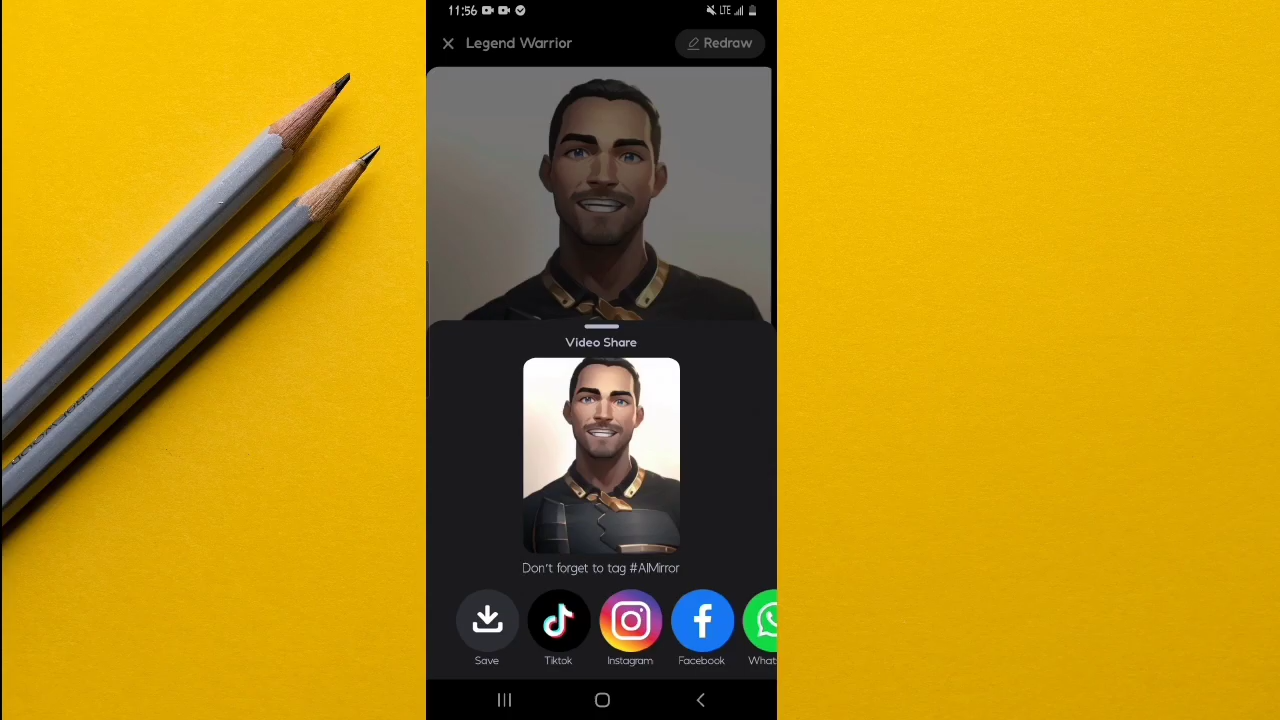 11:56
LTE
Legend Warrior
Redraw
Video Share
Don't forget to tag #AIMirror
Save
Tiktok
Instagram
Facebook
What